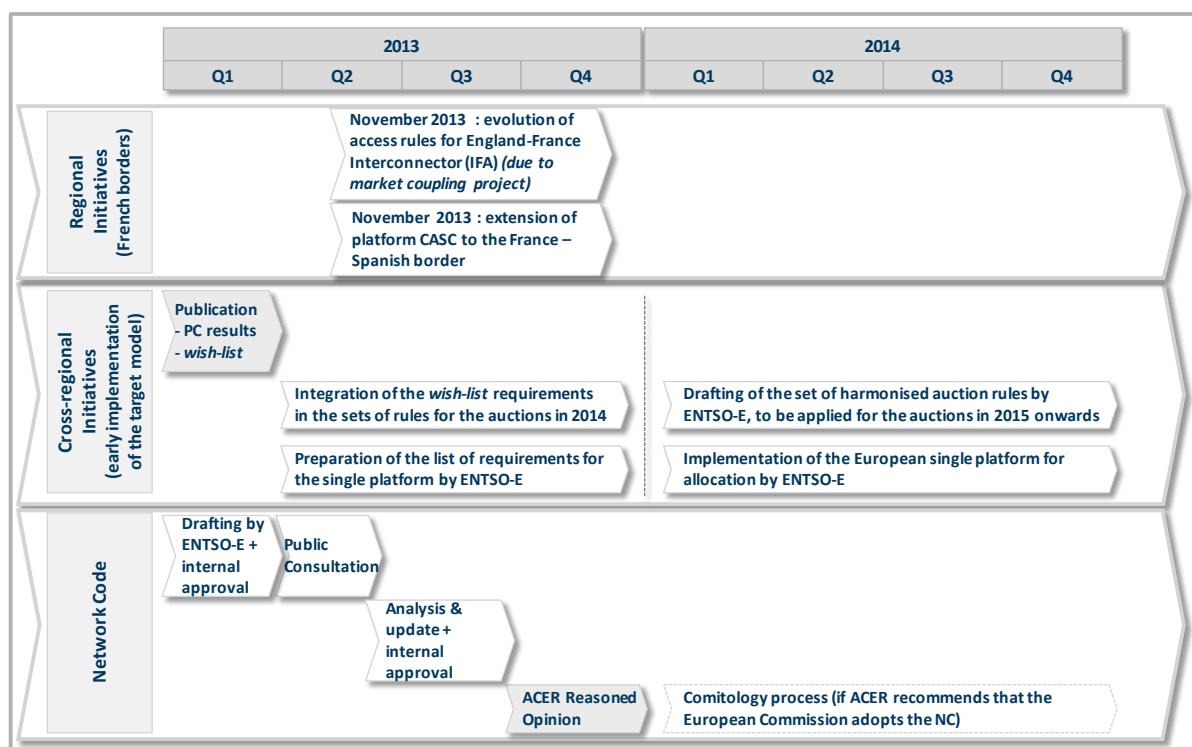 2013
2014
Q1
Q2
Q3
Q4
Q1
Q2
Q3
Q4
Regional
Initiatives
(French borders)
November 2013 : evolution of
access rules for England-France
Interconnector (IFA) (due to
market coupling project)
November 2013 : extension of
platform CASC to the France –
Spanish border
Cross-regional
Initiatives
(early implementation
of the target model)
Publication
- PC results
- wish-list
Integration of the wish-list requirements
in the sets of rules for the auctions in 2014
Drafting of the set of harmonised auction rules by
ENTSO-E, to be applied for the auctions in 2015 onwards
Preparation of the list of requirements for
the single platform by ENTSO-E
Implementation of the European single platform for
allocation by ENTSO-E
Network Code
Drafting by
ENTSO-E +
internal
approval
Public
Consultation
Analysis &
update +
internal
approval
ACER Reasoned
Opinion
Comitology process (if ACER recommends that the
European Commission adopts the NC)